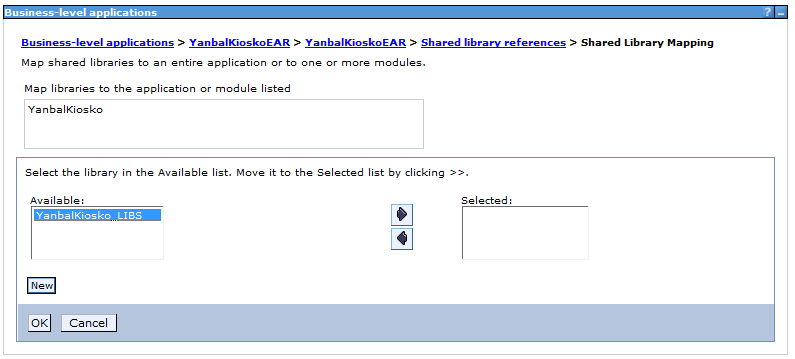 Business-level applications ? _
Business-level applications > YanbalKioskoEAR > YanbalKioskoEAR > Shared library references > Shared Library Mapping
Map shared libraries to an entire application or to one or more modules.
Map libraries to the application or module listed
YanbalKiosko
Select the library in the Available list. Move it to the Selected list by clicking >>.
Available: Selected:
YanbalKiosko_LIBS
New
OK Cancel